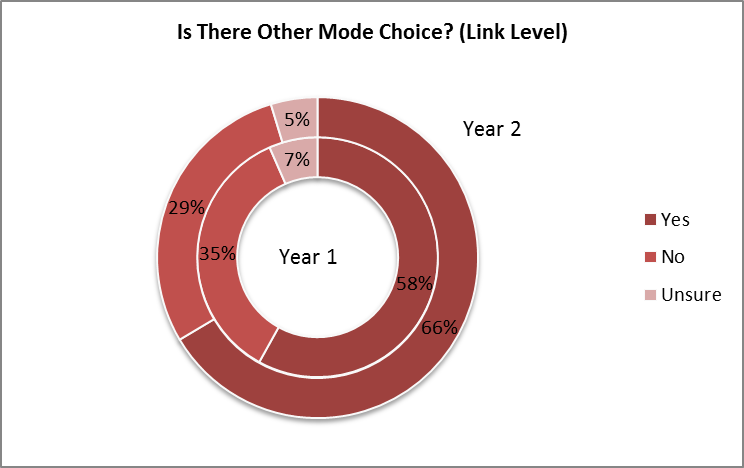 Is There Other Mode Choice? (Link Level)
5%
Year 2
7%
29%
Yes
35%
Year 1
No
58%
Unsure
66%